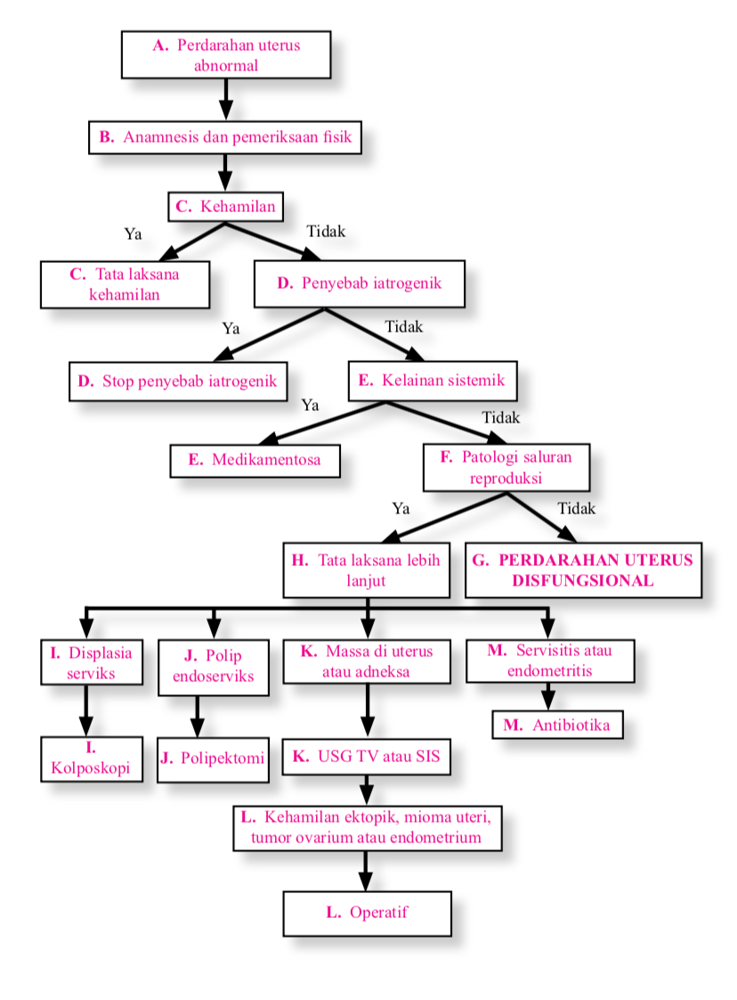 A. Perdarahan uterus
abnormal
B. Anamnesis dan pemeriksaan fisik
C. Kehamilan
Ya
Tidak
C. Tata laksana
kehamilan
D. Penyebab iatrogenik
Ya
Tidak
D. Stop penyebab iatrogenik
E. Kelainan sistemik
Ya
Tidak
E. Medikamentosa
F. Patologi saluran
reproduksi
Ya
Tidak
H. Tata laksana lebih
lanjut
G. PERDARAHAN UTERUS
DISFUNGSIONAL
I. Displasia
serviks
J. Polip
endoserviks
K. Massa di uterus
atau adneksa
M. Servisitis atau
endometritis
I.
Kolposkopi
J. Polipektomi
K. USG TV atau SIS
M. Antibiotika
L. Kehamilan ektopik, mioma uteri,
tumor ovarium atau endometrium
L. Operatif